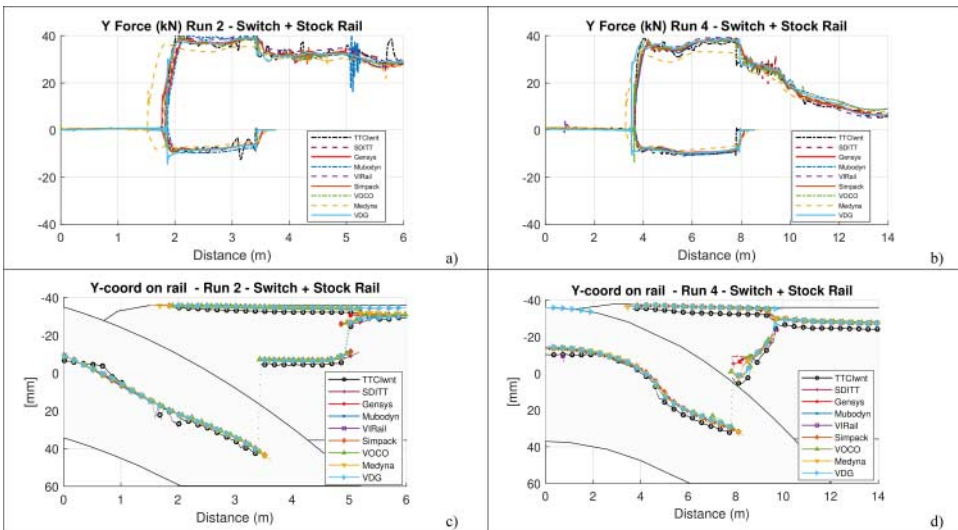 Y Force (kN) Run 2 - Switch + Stock Rail
40
20
0
-20
-40
TTCIwnt
SDITT
Gensys
Mubodyn
VIRail
Simpack
VOCO
Medyna
VDG
0 1 2 3 4 5 6
Distance (m)
a)
Y Force (kN) Run 4 - Switch + Stock Rail
40
20
0
-20
-40
TTCIwnt
SDITT
Gensys
Mubodyn
VIRail
Simpack
VOCO
Medyna
VDG
0 2 4 6 8 10 12 14
Distance (m)
b)
Y-coord on rail - Run 2 - Switch + Stock Rail
-40
-20
0
20
40
60
[mm]
TTCIwnt
SDITT
Gensys
Mubodyn
VIRail
Simpack
VOCO
Medyna
VDG
0 1 2 3 4 5 6
Distance (m)
c)
Y-coord on rail - Run 4 - Switch + Stock Rail
-40
-20
0
20
40
60
[mm]
TTCIwnt
SDITT
Gensys
Mubodyn
VIRail
Simpack
VOCO
Medyna
VDG
0 2 4 6 8 10 12 14
Distance (m)
d)